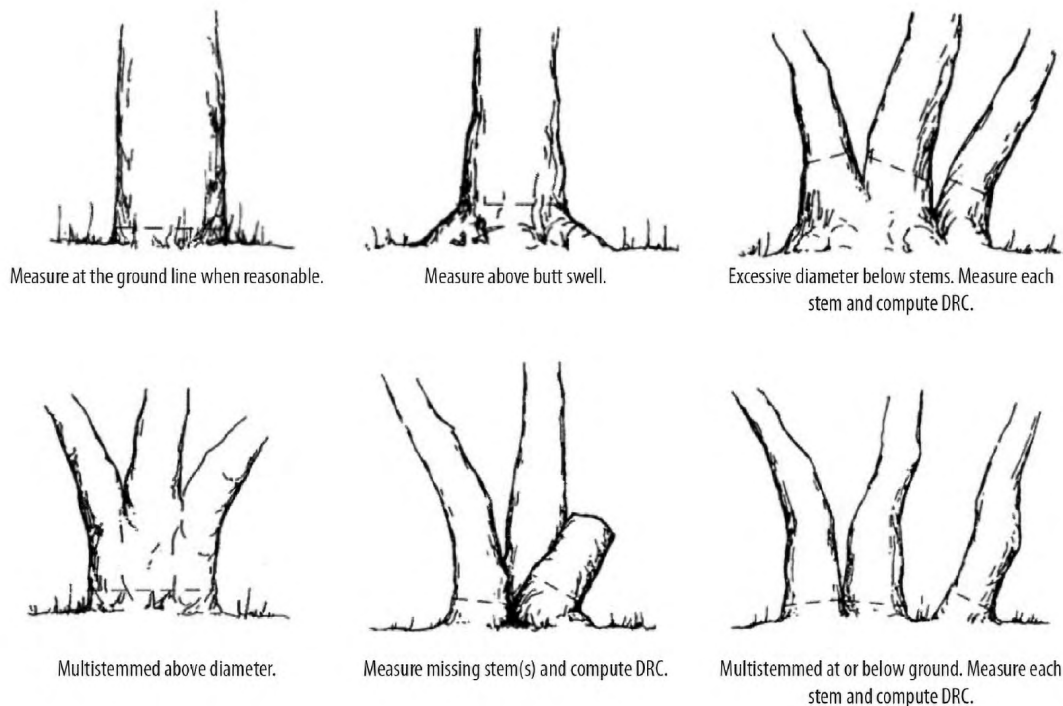 Measure at the ground line when reasonable.
Measure above butt swell.
Excessive diameter below stems. Measure each
stem and compute DRC.
Multistemmed above diameter.
Measure missing stem(s) and compute DRC.
Multistemmed at or below ground. Measure each
stem and compute DRC.